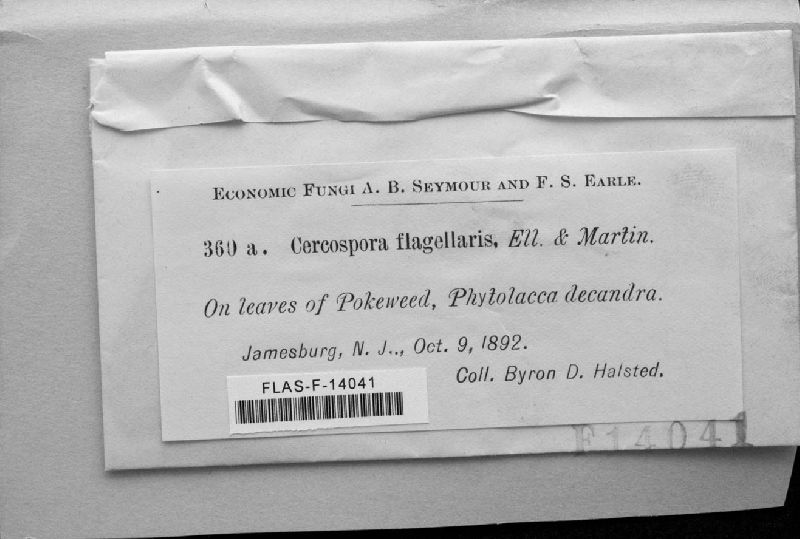 Economic Fungi A. B. Seymour and F. S. Earle.
360 a. Cercospora flagellaris, Ell. & Martin.
On leaves of Pokeweed, Phytolacca decandra.
Jamesburg, N. J.., Oct. 9, 1892.
Coll. Byron D. Halsted.
FLAS-F-14041
F14041